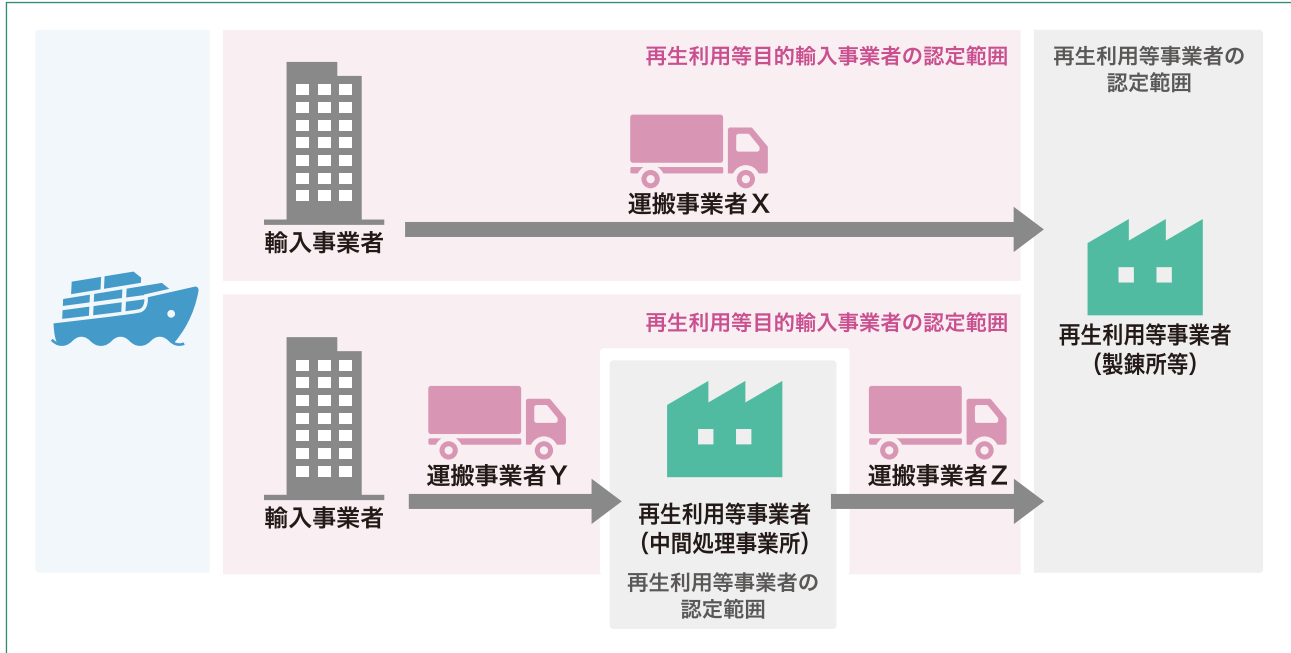 再生利用等目的輸入事業者の認定範囲
運搬事業者X
輸入事業者
再生利用等目的輸入事業者の認定範囲
運搬事業者Y
輸入事業者
再生利用等事業者
（中間処理事業所）
再生利用等事業者の
認定範囲
運搬事業者Z
再生利用等事業者の
認定範囲
再生利用等事業者
（製錬所等）